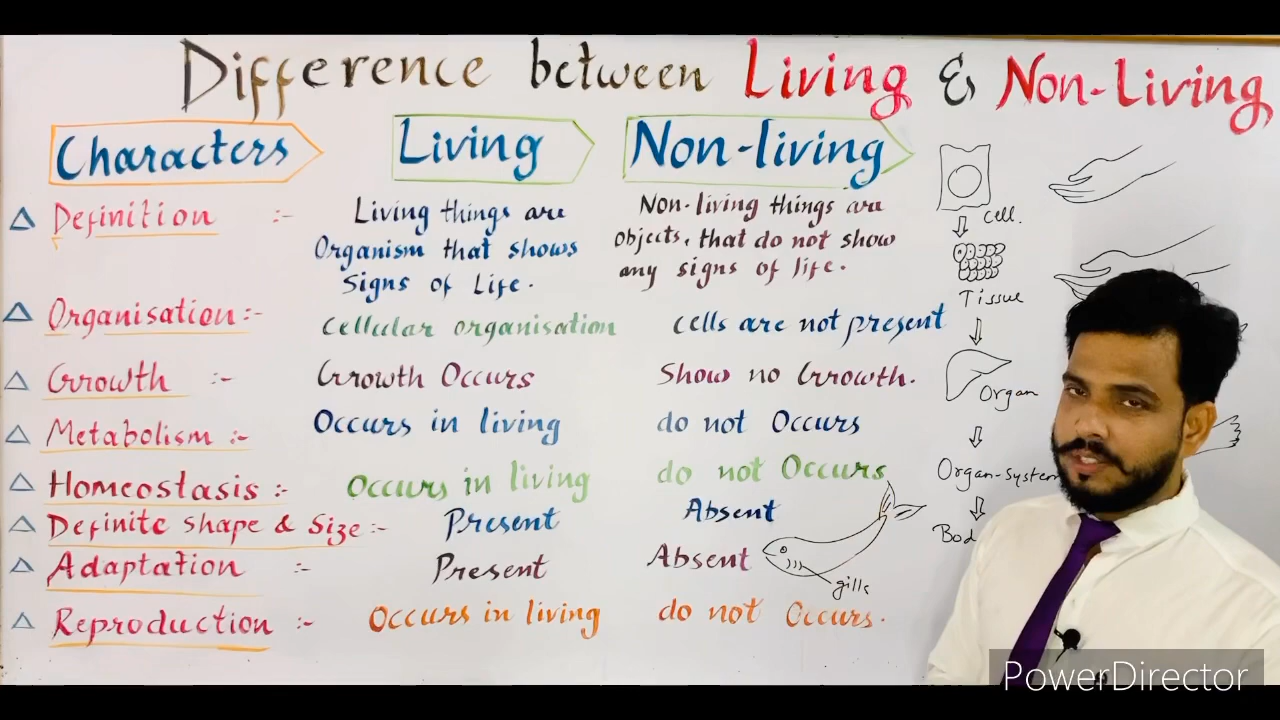 Difference between Living & Non-Living
Characters
Living
Non-living
Definition :-
Living things are
Organism that shows
Signs of Life.
Non-living things are
objects, that do not show
any signs of life.
Organisation:-
cellular organisation
cells are not present
Growth :-
Growth Occurs
Show no Growth.
Metabolism :-
Occurs in living
do not Occurs
Homeostasis :-
Occurs in living
do not Occurs
Definite shape & Size:-
Present
Absent
Adaptation :-
Present
Absent
Reproduction :-
Occurs in living
do not Occurs.
cell.
Tissue
Organ
Organ-system
Bod
gills
PowerDirector